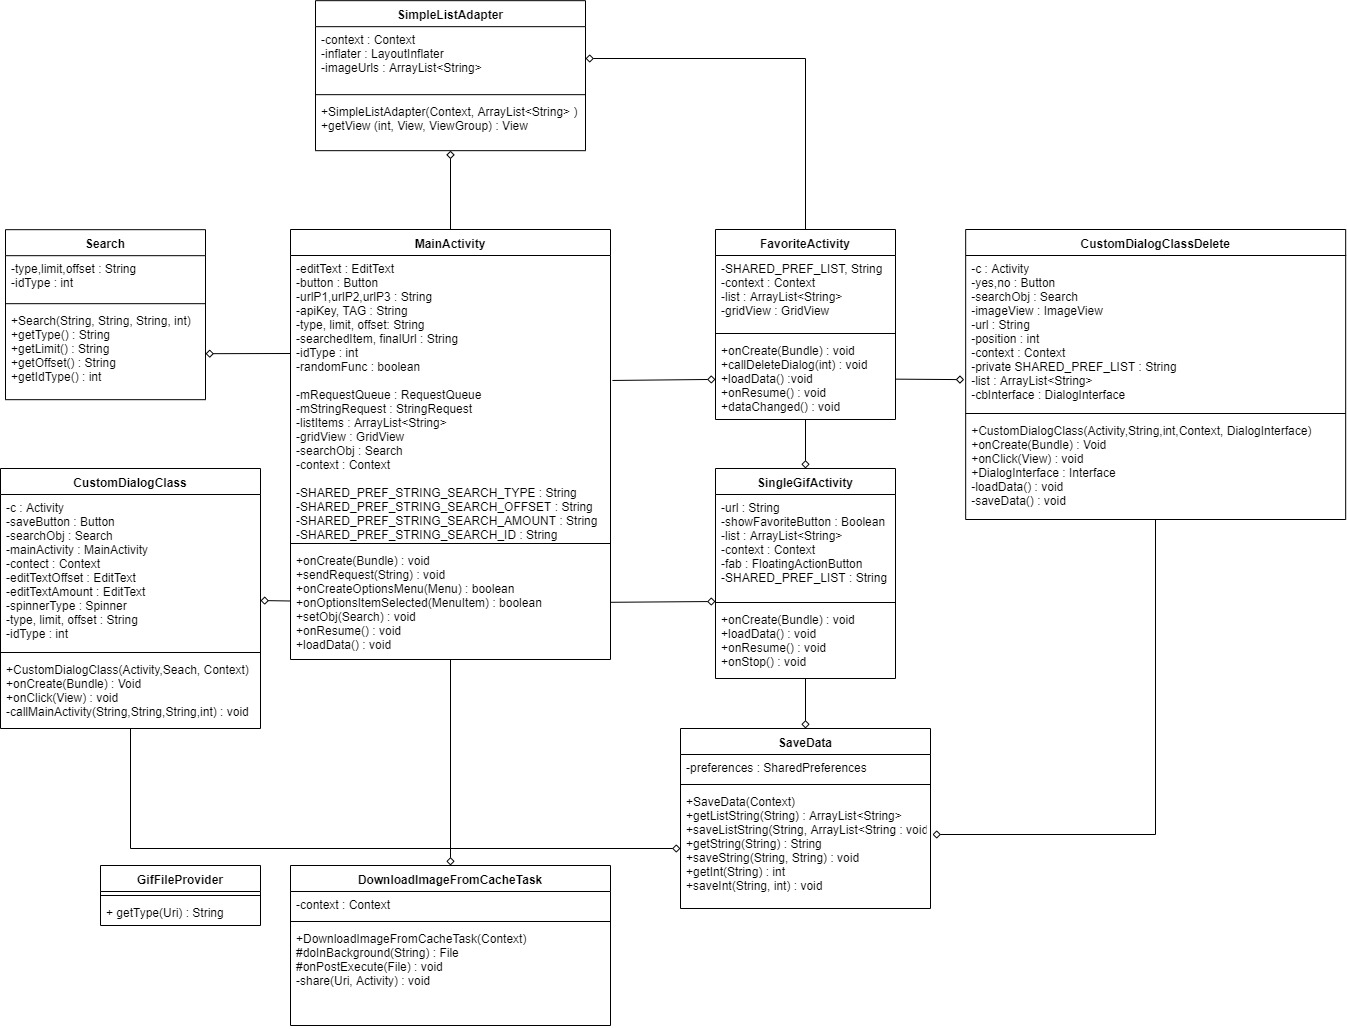 SimpleListAdapter
-context : Context
-inflater : LayoutInflater
-imageUrls : ArrayList<String>
+SimpleListAdapter(Context, ArrayList<String> )
+getView (int, View, ViewGroup) : View
Search
-type,limit,offset : String
-idType : int
+Search(String, String, String, int)
+getType() : String
+getLimit() : String
+getOffset() : String
+getIdType() : int
MainActivity
-editText : EditText
-button : Button
-urlP1,urlP2,urlP3 : String
-apiKey, TAG : String
-type, limit, offset: String
-searchedItem, finalUrl : String
-idType : int
-randomFunc : boolean
-mRequestQueue : RequestQueue
-mStringRequest : StringRequest
-listItems : ArrayList<String>
-gridView : GridView
-searchObj : Search
-context : Context
-SHARED_PREF_STRING_SEARCH_TYPE : String
-SHARED_PREF_STRING_SEARCH_OFFSET : String
-SHARED_PREF_STRING_SEARCH_AMOUNT : String
-SHARED_PREF_STRING_SEARCH_ID : String
+onCreate(Bundle) : void
+sendRequest(String) : void
+onCreateOptionsMenu(Menu) : boolean
+onOptionsItemSelected(MenuItem) : boolean
+setObj(Search) : void
+onResume() : void
+loadData() : void
FavoriteActivity
-SHARED_PREF_LIST, String
-context : Context
-list : ArrayList<String>
-gridView : GridView
+onCreate(Bundle) : void
+callDeleteDialog(int) : void
+loadData() :void
+onResume() : void
+dataChanged() : void
CustomDialogClassDelete
-c : Activity
-yes,no : Button
-searchObj : Search
-imageView : ImageView
-url : String
-position : int
-context : Context
-private SHARED_PREF_LIST : String
-list : ArrayList<String>
-cbInterface : DialogInterface
+CustomDialogClass(Activity,String,int,Context, DialogInterface)
+onCreate(Bundle) : Void
+onClick(View) : void
+DialogInterface : Interface
-loadData() : void
-saveData() : void
CustomDialogClass
-c : Activity
-saveButton : Button
-searchObj : Search
-mainActivity : MainActivity
-contect : Context
-editTextOffset : EditText
-editTextAmount : EditText
-spinnerType : Spinner
-type, limit, offset : String
-idType : int
+CustomDialogClass(Activity,Seach, Context)
+onCreate(Bundle) : Void
+onClick(View) : void
-callMainActivity(String,String,String,int) : void
SingleGifActivity
-url : String
-showFavoriteButton : Boolean
-list : ArrayList<String>
-context : Context
-fab : FloatingActionButton
-SHARED_PREF_LIST : String
+onCreate(Bundle) : void
+loadData() : void
+onResume() : void
+onStop() : void
SaveData
-preferences : SharedPreferences
+SaveData(Context)
+getListString(String) : ArrayList<String>
+saveListString(String, ArrayList<String : void
+getString(String) : String
+saveString(String, String) : void
+getInt(String) : int
+saveInt(String, int) : void
GifFileProvider
+ getType(Uri) : String
DownloadImageFromCacheTask
-context : Context
+DownloadImageFromCacheTask(Context)
#doInBackground(String) : File
#onPostExecute(File) : void
-share(Uri, Activity) : void